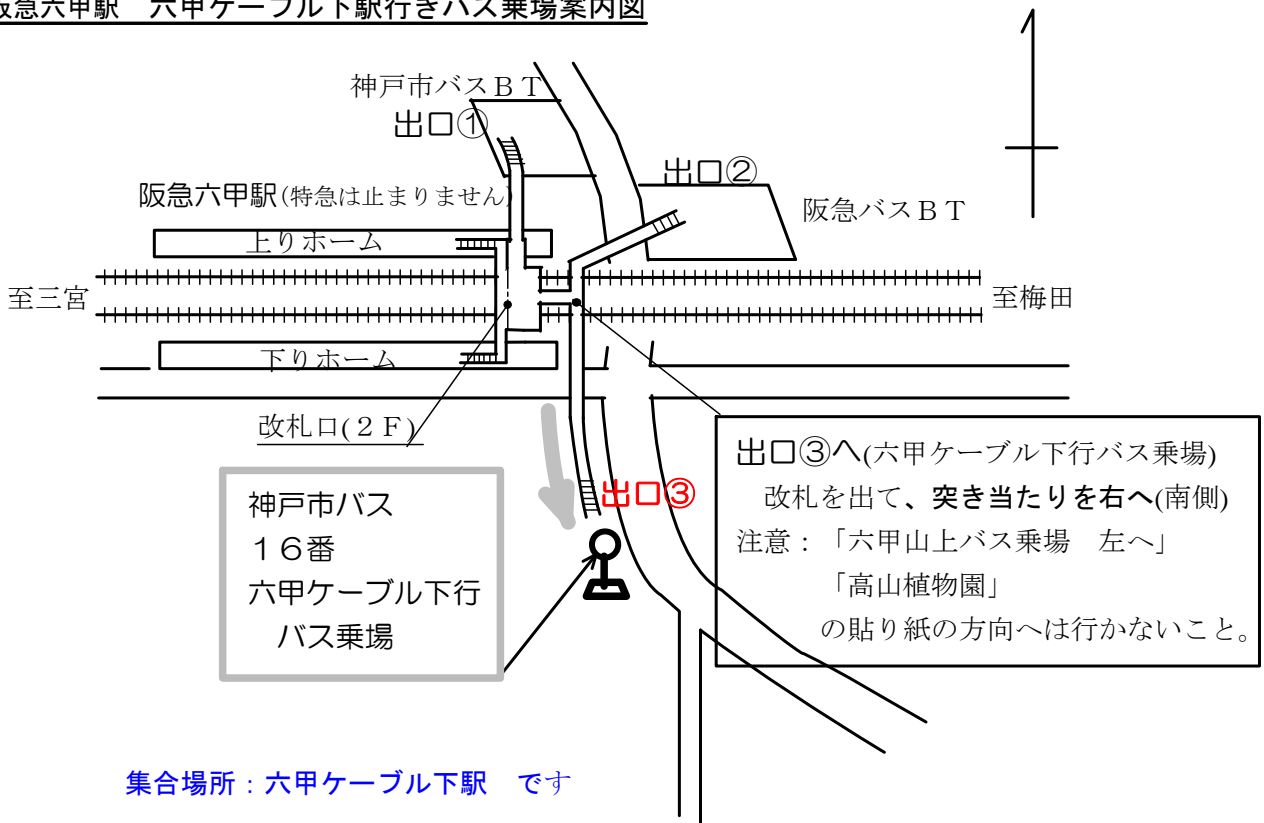 阪急六甲駅　六甲ケーブル下駅行きバス乗場案内図
神戸市バスＢＴ
出口①
出口②
阪急六甲駅(特急は止まりません)
阪急バスＢＴ
上りホーム
至三宮
至梅田
下りホーム
改札口(２Ｆ)
出口③へ(六甲ケーブル下行バス乗場)
改札を出て、突き当たりを右へ(南側)
注意：「六甲山上バス乗場　左へ」
「高山植物園」
の貼り紙の方向へは行かないこと。
出口③
神戸市バス
１６番
六甲ケーブル下行
バス乗場
集合場所：六甲ケーブル下駅　です